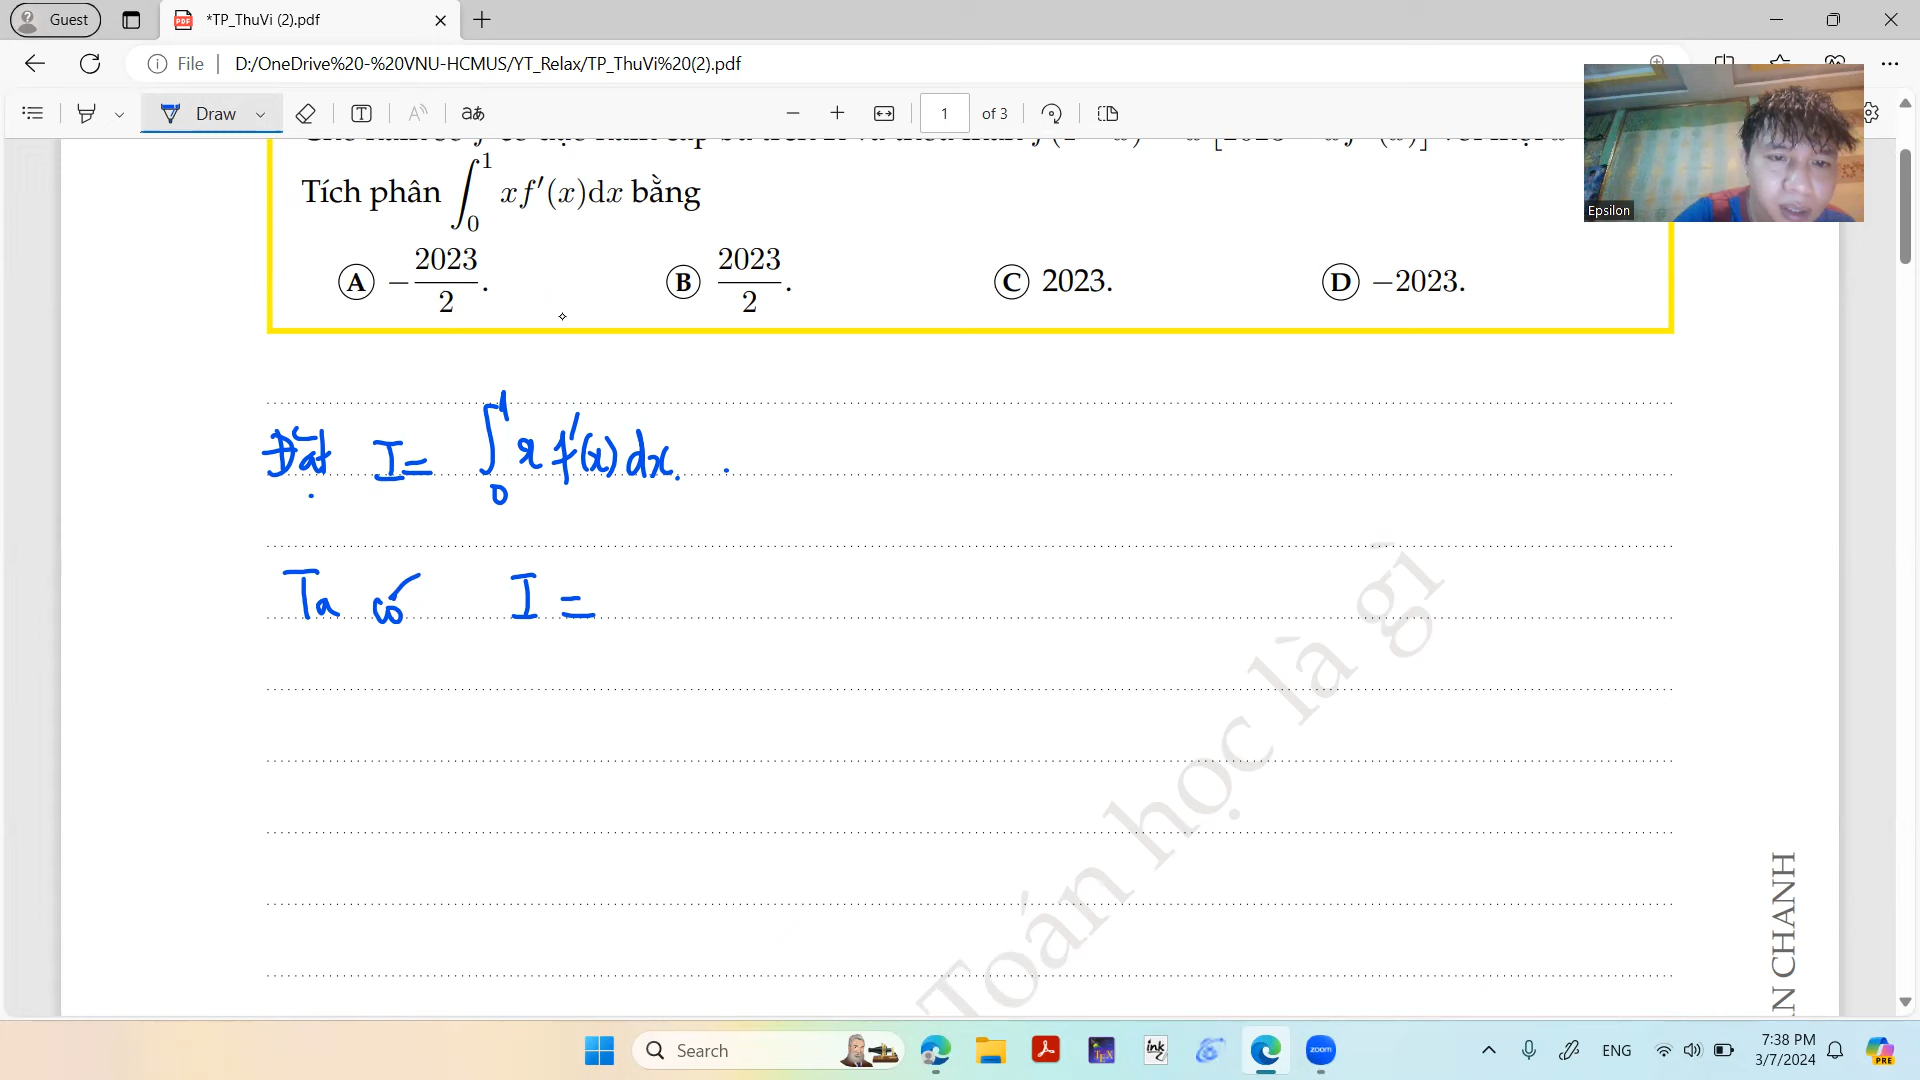 Guest
*TP_ThuVi (2).pdf
File
D:/OneDrive%20-%20VNU-HCMUS/YT_Relax/TP_ThuVi%20(2).pdf
Draw
1 of 3
Epsilon
Tích phân ∫₀¹ xf′(x)dx bằng
A −2023/2. B 2023/2. C 2023. D −2023.
Đặt I = ∫₀¹ x f′(x) dx.
Ta có I =
Toán học là gì
N CHANH
Search
zoom
ENG
7:38 PM
3/7/2024
PRE